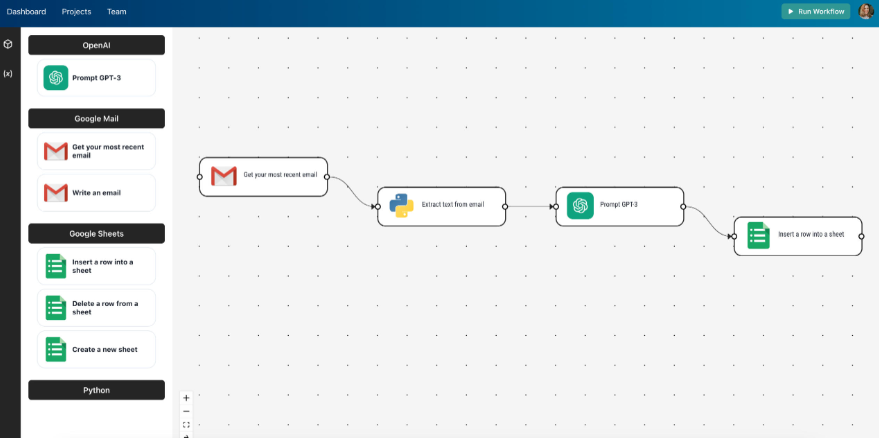 Dashboard Projects Team Run Workflow
OpenAI
Prompt GPT-3
Google Mail
Get your most recent
email
Write an email
Google Sheets
Insert a row into a
sheet
Delete a row from a
sheet
Create a new sheet
Python
(x)
Get your most recent email
Extract text from email
Prompt GPT-3
Insert a row into a sheet